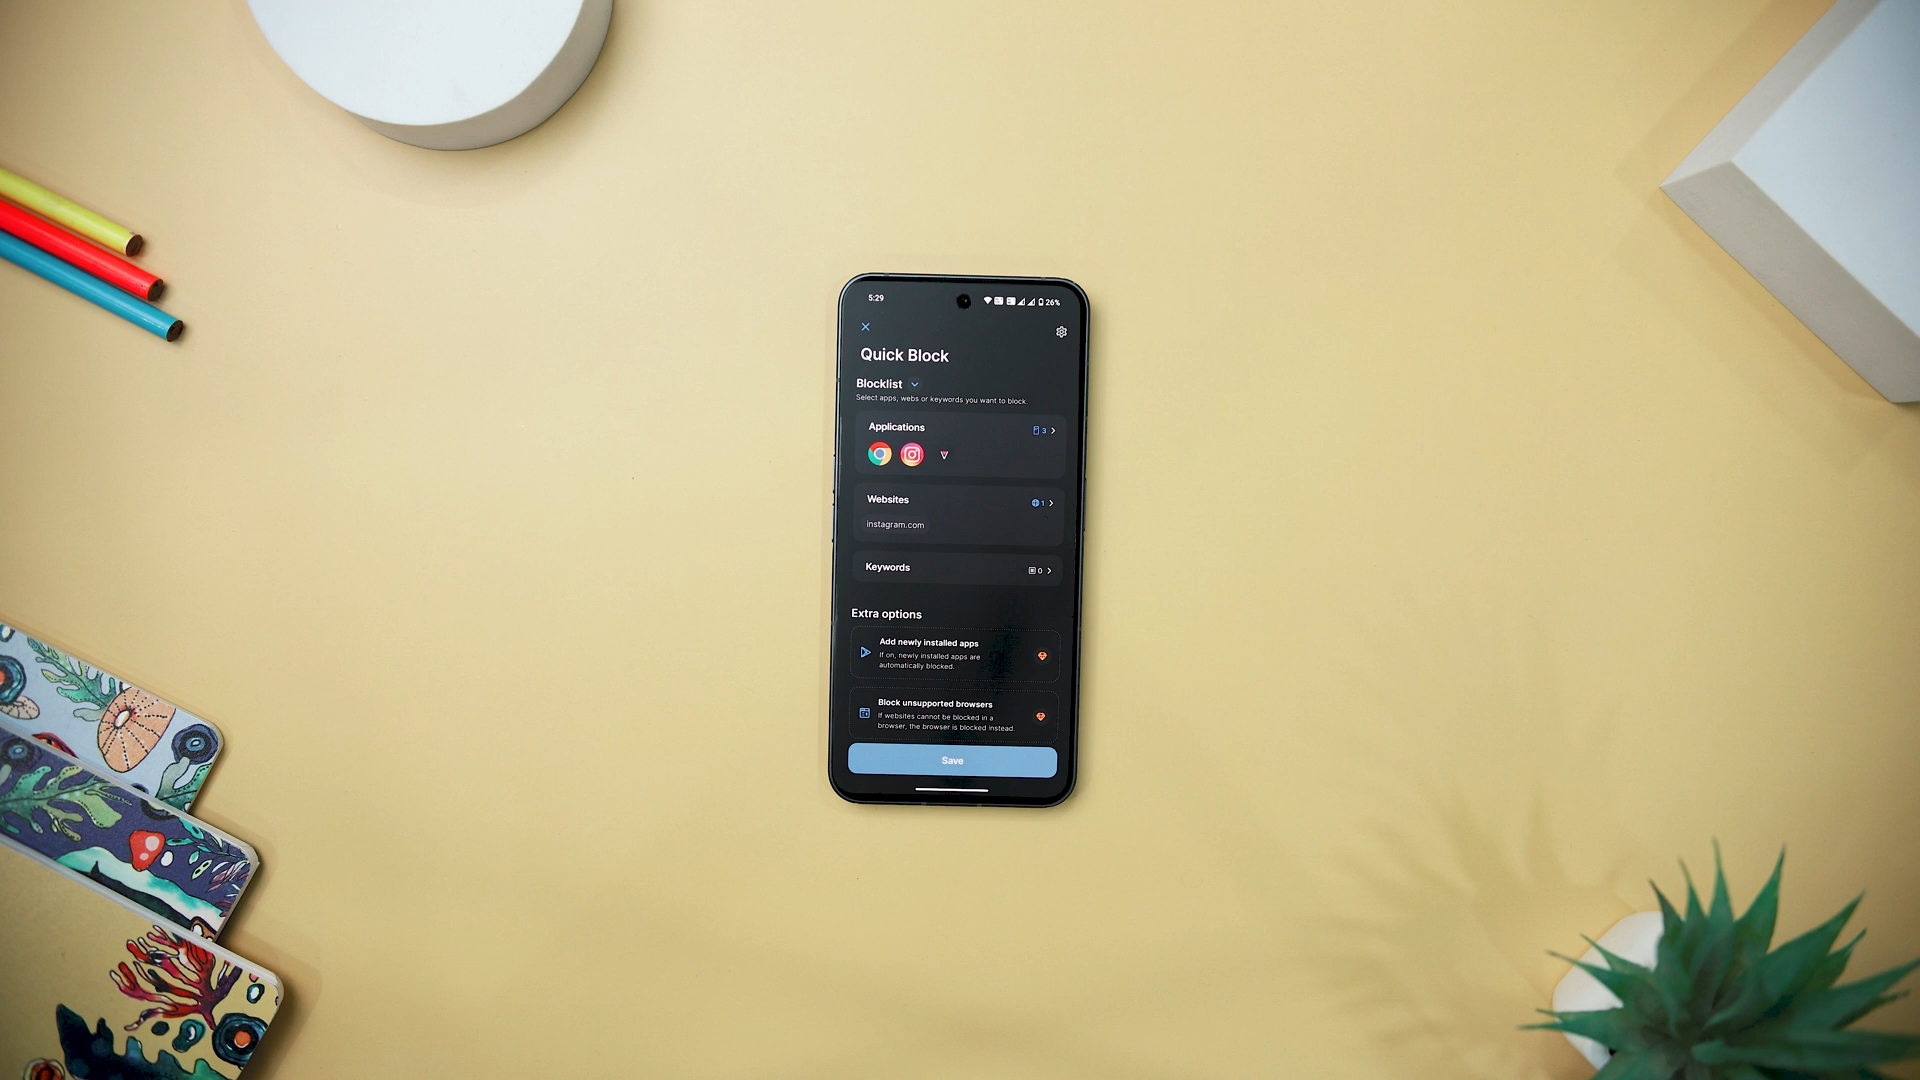 5:29 26%
Quick Block
Blocklist
Select apps, webs or keywords you want to block.
Applications 3
Websites 1
instagram.com
Keywords 0
Extra options
Add newly installed apps
If on, newly installed apps are
automatically blocked.
Block unsupported browsers
If websites cannot be blocked in a
browser, the browser is blocked instead.
Save